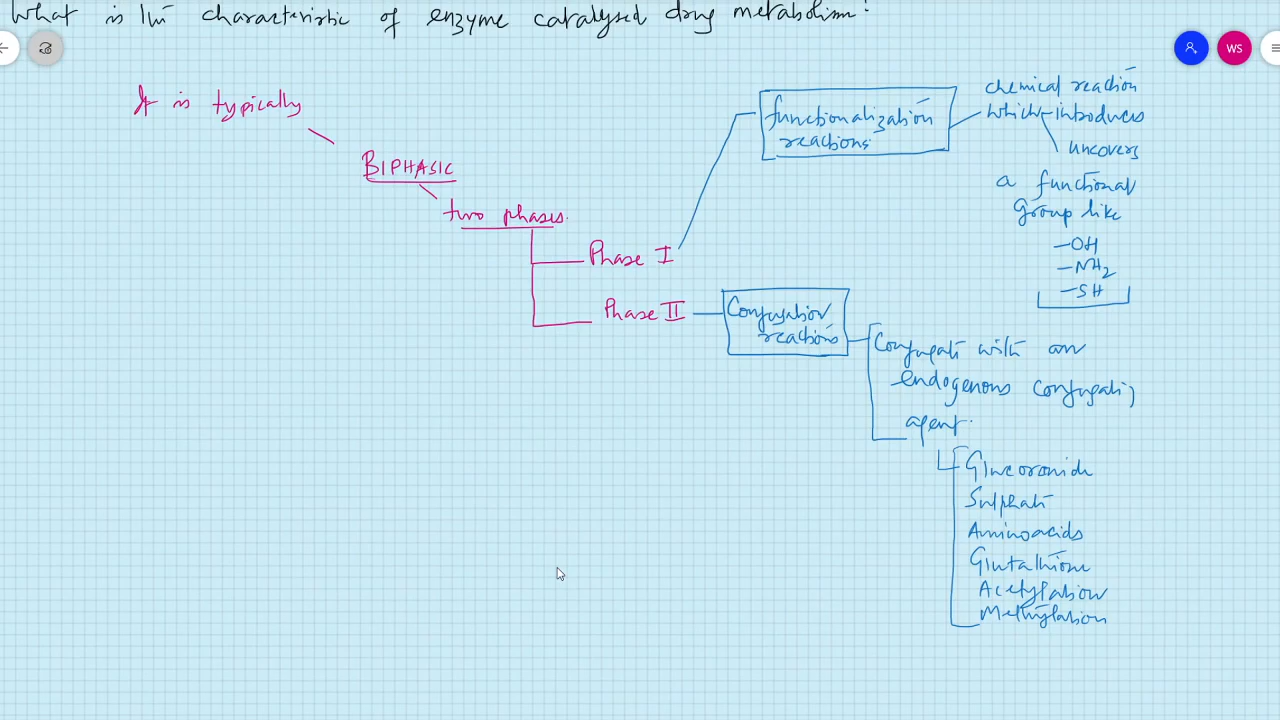 What is the characteristic of enzyme catalysed drug metabolism?
WS
It is typically
BIPHASIC
two phases.
Phase I
Phase II
functionalization
reactions
chemical reaction
which introduces
uncovers
a functional
Group like
-OH
-NH2
-SH
Conjugation
reactions
Conjugate with an
endogenous conjugating
agent.
Glucoronide
Sulphate
Aminoacids
Glutathione
Acetylation
Methylation